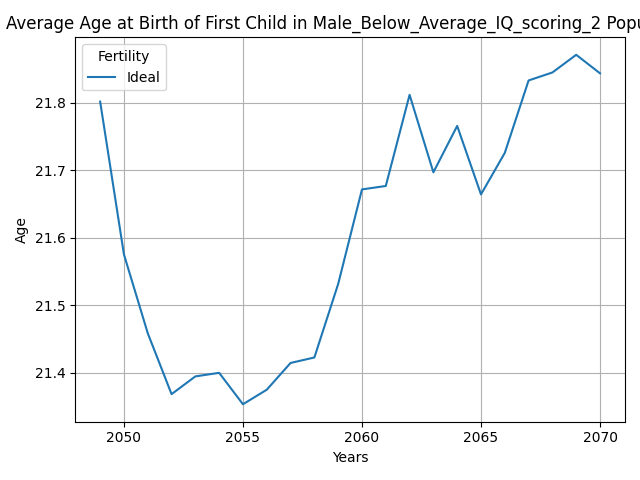 Average Age at Birth of First Child in Male_Below_Average_IQ_scoring_2
Fertility
Ideal
21.8
21.7
21.6
21.5
21.4
Age
2050 2055 2060 2065 2070
Years